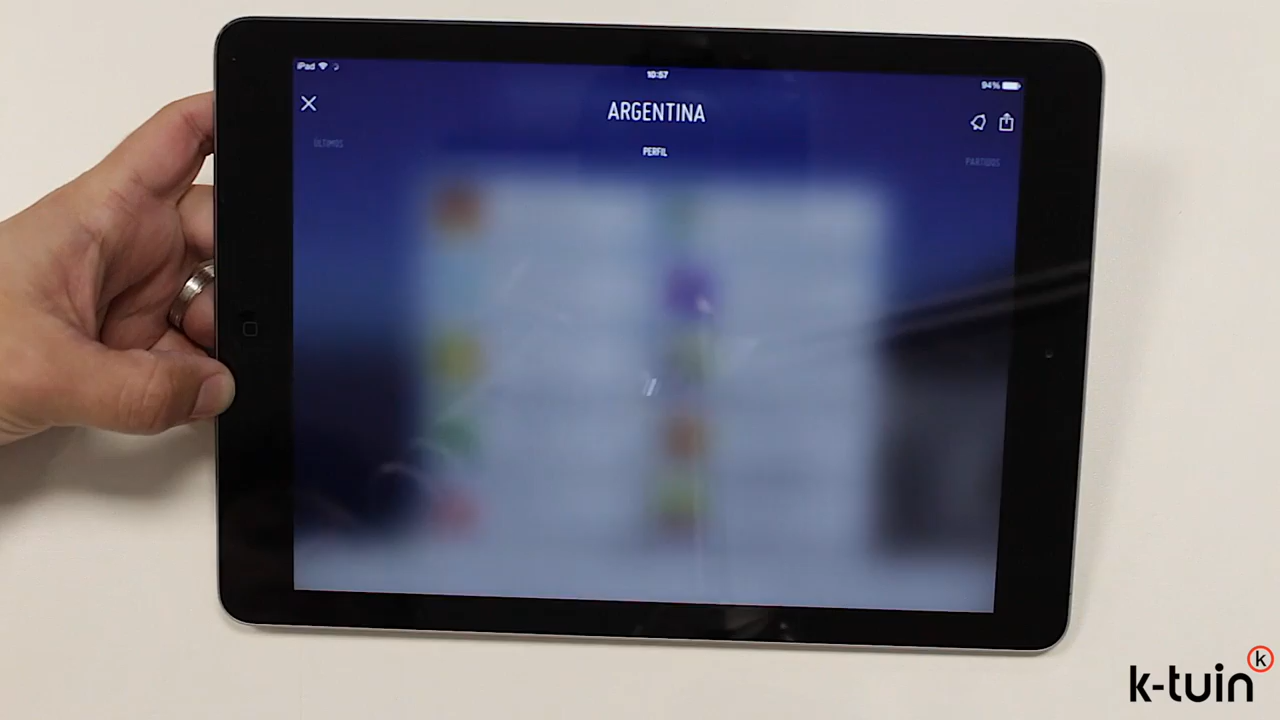 iPad
10:57
94%
ARGENTINA
ÚLTIMOS
PERFIL
PARTIDOS
k-tuin k